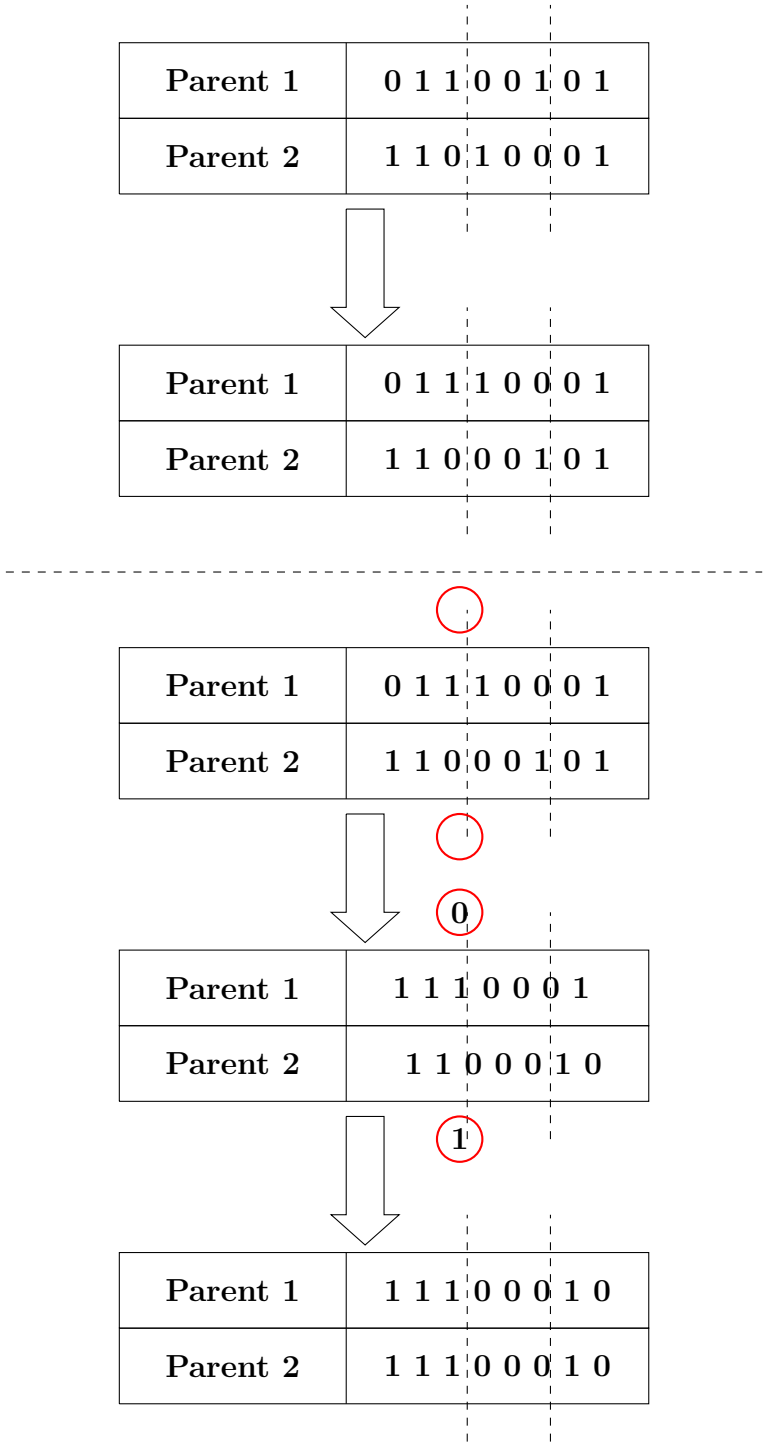 Parent 1 0 1 1 0 0 1 0 1
Parent 2 1 1 0 1 0 0 0 1
Parent 1 0 1 1 1 0 0 0 1
Parent 2 1 1 0 0 0 1 0 1
Parent 1 0 1 1 1 0 0 0 1
Parent 2 1 1 0 0 0 1 0 1
0
Parent 1 1 1 1 0 0 0 1
Parent 2 1 1 0 0 0 1 0
1
Parent 1 1 1 1 0 0 0 1 0
Parent 2 1 1 1 0 0 0 1 0